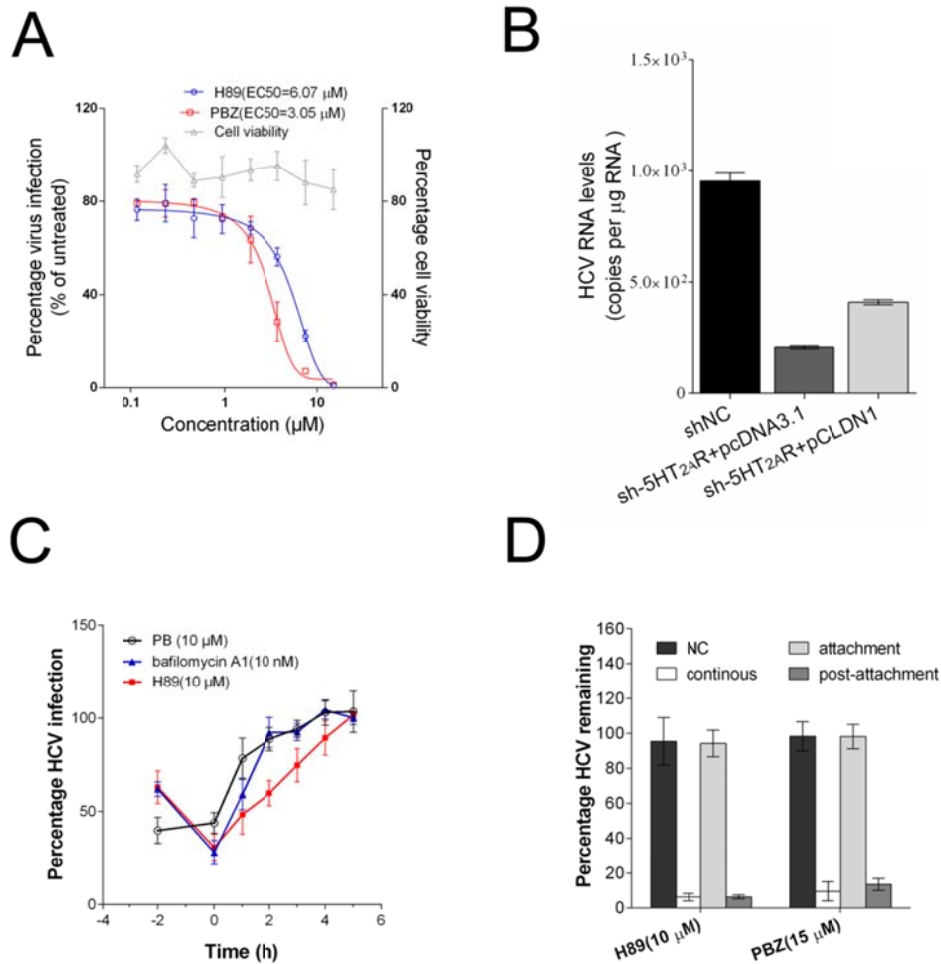 A
H89(EC50=6.07 μM)
PBZ(EC50=3.05 μM)
Cell viability
120
80
40
0
120
80
40
0
Percentage virus infection
(% of untreated)
Percentage cell viability
0.1
1
10
Concentration (μM)
B
1.5×10³
1.0×10³
5.0×10²
0
HCV RNA levels
(copies per μg RNA)
shNC
sh-5HT₂ₐR+pcDNA3.1
sh-5HT₂ₐR+pCLDN1
C
150
100
50
0
Percentage HCV infection
PB (10 μM)
bafilomycin A1(10 nM)
H89(10 μM)
-4
-2
0
2
4
6
Time (h)
D
160
140
120
100
80
60
40
20
0
Percentage HCV remaining
NC
continous
attachment
post-attachment
H89(10 μM)
PBZ(15 μM)